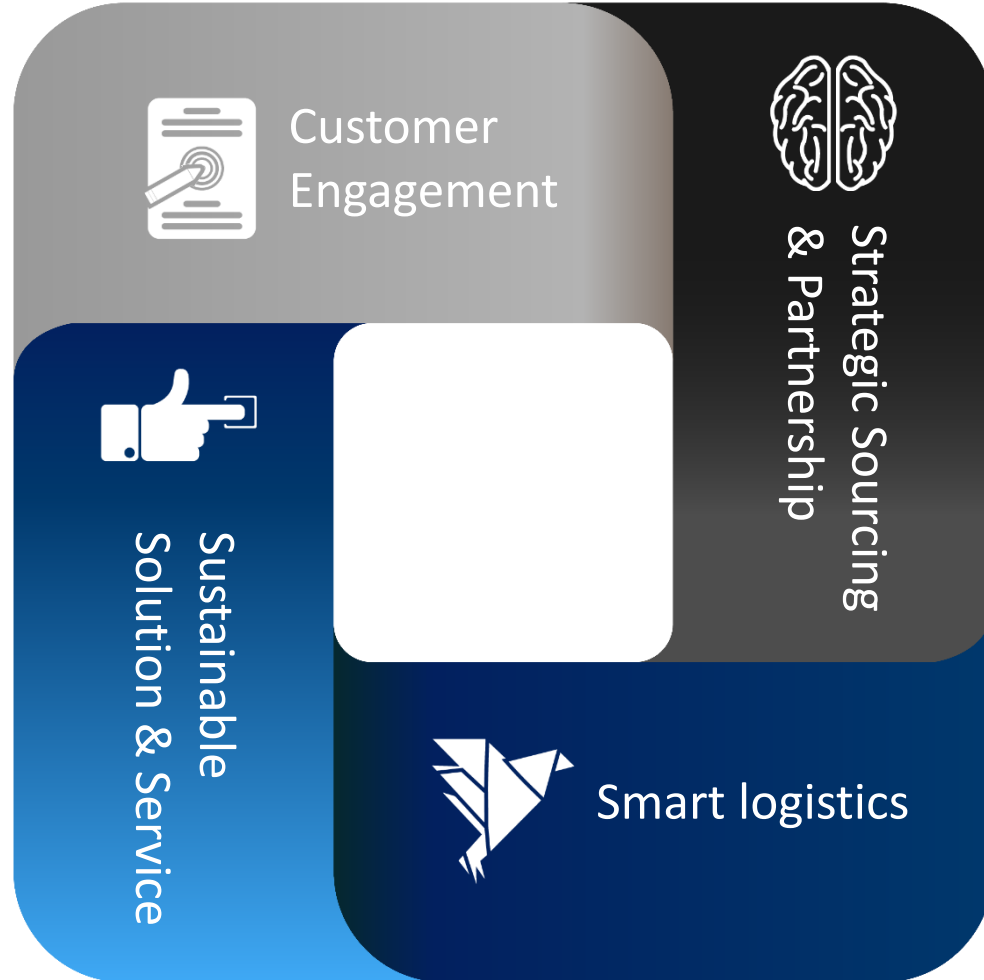 Customer
Engagement
Strategic Sourcing
& Partnership
Sustainable
Solution & Service
Smart logistics